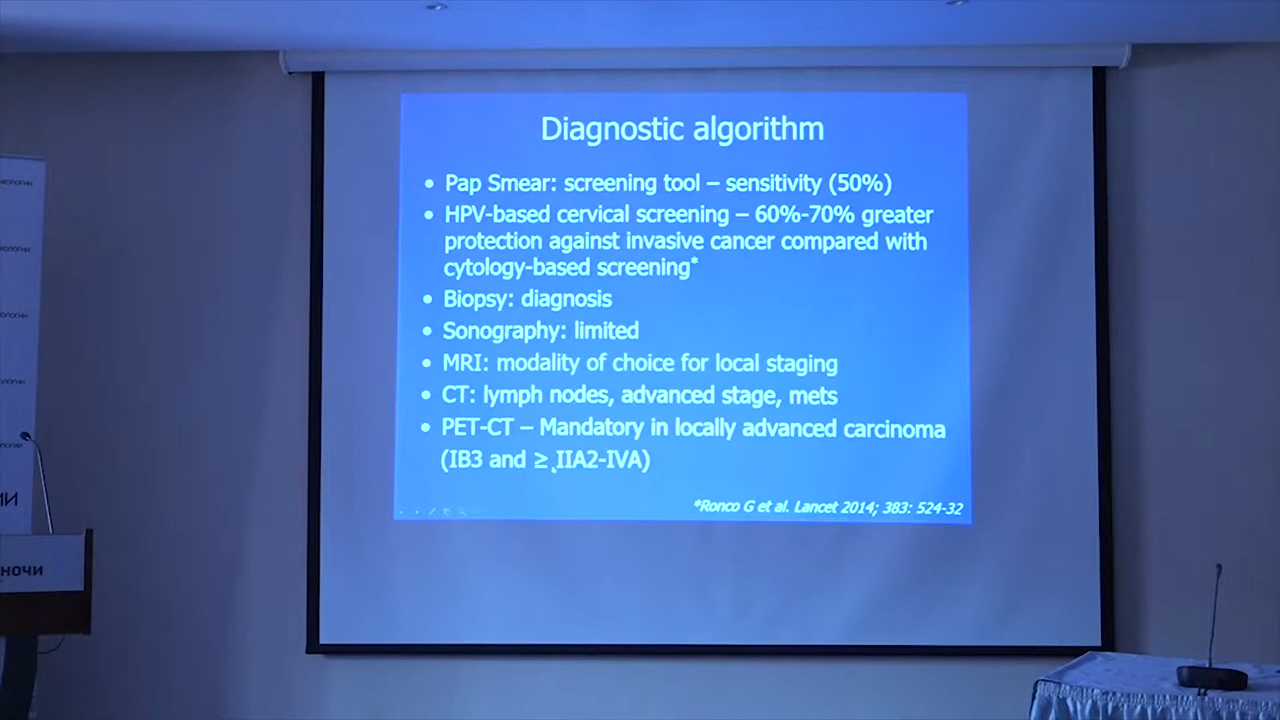 Diagnostic algorithm
• Pap Smear: screening tool – sensitivity (50%)
• HPV-based cervical screening – 60%-70% greater
protection against invasive cancer compared with
cytology-based screening*
• Biopsy: diagnosis
• Sonography: limited
• MRI: modality of choice for local staging
• CT: lymph nodes, advanced stage, mets
• PET-CT – Mandatory in locally advanced carcinoma
(IB3 and ≥ IIA2-IVA)
*Ronco G et al. Lancet 2014; 383: 524-32
НОЧИ